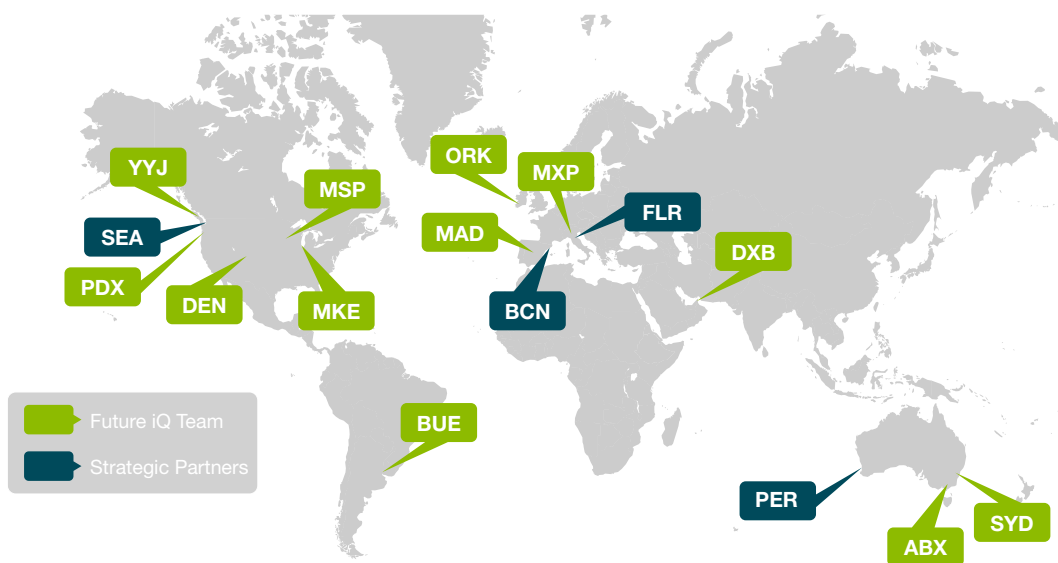 YYJ
MSP
SEA
PDX
DEN
MKE
ORK
MXP
FLR
MAD
BCN
DXB
BUE
Future iQ Team
Strategic Partners
PER
SYD
ABX